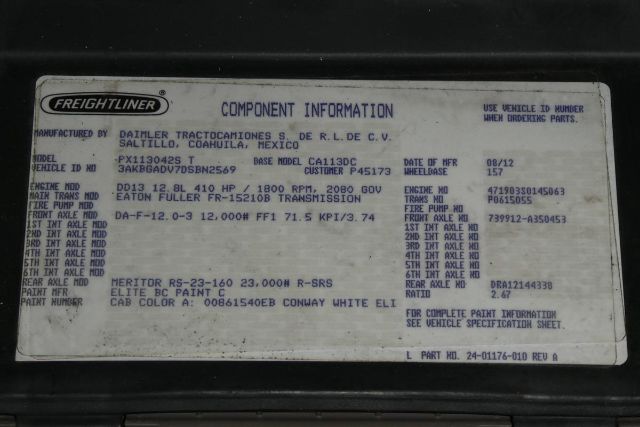 FREIGHTLINER ®
COMPONENT INFORMATION
USE VEHICLE ID NUMBER
WHEN ORDERING PARTS.
MANUFACTURED BY DAIMLER TRACTOCAMIONES S. DE R.L.DE C.V.
SALTILLO, COAHUILA, MEXICO
MODEL PX113042S T BASE MODEL CA113DC DATE OF MFG 08/12
VEHICLE ID NO 3AKBGADV7DSBN2569 CUSTOMER P45173 WHEELBASE 157
ENGINE MOD DD13 12.8L 410 HP / 1800 RPM, 2080 GOV ENGINE NO 471903S0145063
MAIN TRANS MOD EATON FULLER FR-15210B TRANSMISSION TRANS NO P0615055
FIRE PUMP MOD FIRE PUMP NO
FRONT AXLE MOD DA-F-12.0-3 12,000# FF1 71.5 KPI/3.74 FRONT AXLE NO 739912-A350453
1ST INT AXLE MOD 1ST INT AXLE NO
2ND INT AXLE MOD 2ND INT AXLE NO
3RD INT AXLE MOD 3RD INT AXLE NO
4TH INT AXLE MOD 4TH INT AXLE NO
5TH INT AXLE MOD 5TH INT AXLE NO
6TH INT AXLE MOD 6TH INT AXLE NO
REAR AXLE MOD MERITOR RS-23-160 23,000# R-SRS REAR AXLE NO DRA12144338
PAINT MFR ELITE BC PAINT C RATIO 2.67
PAINT NUMBER CAB COLOR A: 00861540EB CONWAY WHITE ELI
FOR COMPLETE PAINT INFORMATION
SEE VEHICLE SPECIFICATION SHEET.
L PART NO. 24-01176-010 REV A